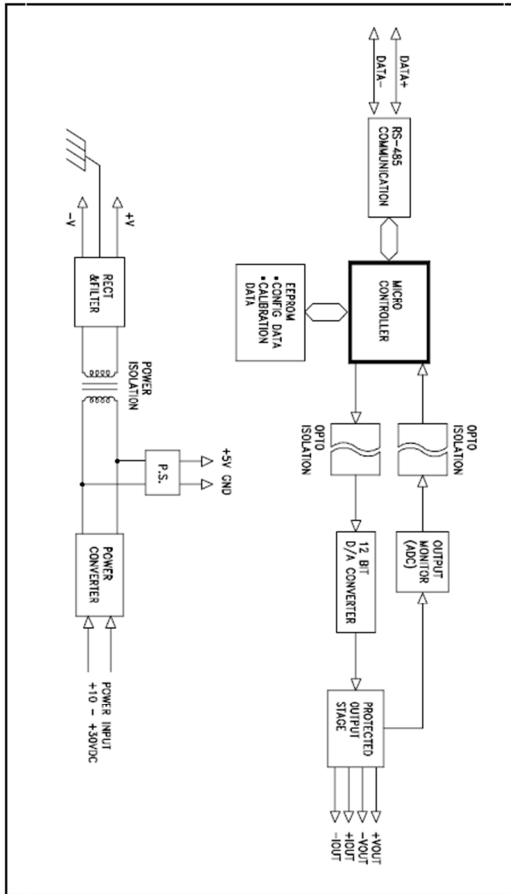 DATA+
DATA-
RS-485
COMMUNICATION
MICRO
CONTROLLER
EEPROM
▪CONFIG DATA
▪CALIBRATION
DATA
OPTO
ISOLATION
OPTO
ISOLATION
OUTPUT
MONITOR
(ADC)
12 BIT
D/A CONVERTER
PROTECTED
OUTPUT
STAGE
+VOUT
-VOUT
+IOUT
-IOUT
+V
-V
RECT
&FILTER
POWER
ISOLATION
P.S.
+5V
GND
POWER
CONVERTER
POWER INPUT
+10 - +30VDC